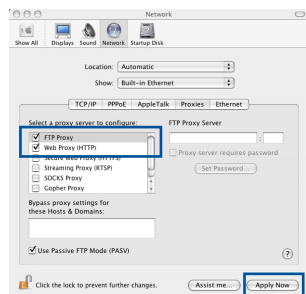 Network
Show All Displays Sound Network Startup Disk
Location: Automatic
Show: Built-in Ethernet
TCP/IP PPPoE AppleTalk Proxies Ethernet
Select a proxy server to configure:
FTP Proxy Server
FTP Proxy
:
Web Proxy (HTTP)
Proxy server requires password
Secure Web Proxy (HTTPS)
Streaming Proxy (RTSP)
Set Password...
SOCKS Proxy
Gopher Proxy
Bypass proxy settings for
these Hosts & Domains:
Use Passive FTP Mode (PASV)
?
Click the lock to prevent further changes.
Assist me...
Apply Now